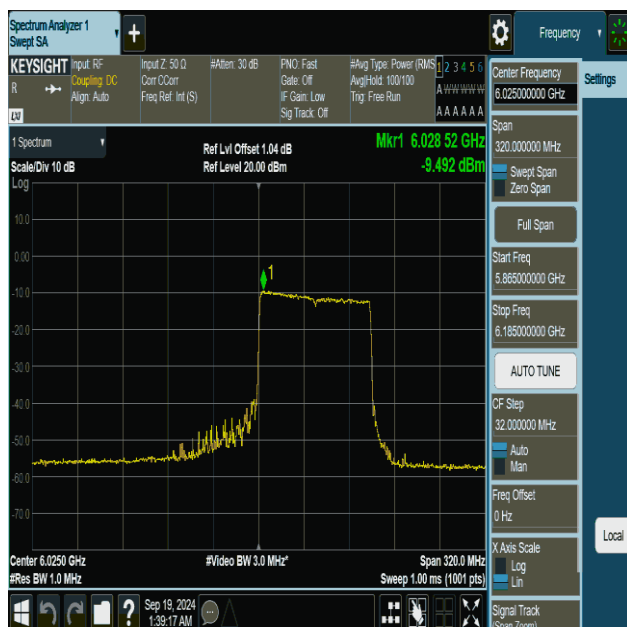 Spectrum Analyzer 1
Swept SA
Frequency
KEYSIGHT
R
LXI
Input: RF
Coupling: DC
Align: Auto
Input Z: 50 Ω
Corr CCorr
Freq Ref: Int (S)
#Atten: 30 dB
PNO: Fast
Gate: Off
IF Gain: Low
Sig Track: Off
#Avg Type: Power (RMS
Avg|Hold: 100/100
Trig: Free Run
1 2 3 4 5 6
A W W W W W
A A A A A A
1 Spectrum
Scale/Div 10 dB
Log
Ref Lvl Offset 1.04 dB
Ref Level 20.00 dBm
Mkr1 6.028 52 GHz
-9.492 dBm
10.0
0.00
-10.0
-20.0
-30.0
-40.0
-50.0
-60.0
-70.0
1
Center 6.0250 GHz
#Res BW 1.0 MHz
#Video BW 3.0 MHz*
Span 320.0 MHz
Sweep 1.00 ms (1001 pts)
Center Frequency
6.025000000 GHz
Span
320.000000 MHz
Swept Span
Zero Span
Full Span
Start Freq
5.865000000 GHz
Stop Freq
6.185000000 GHz
AUTO TUNE
CF Step
32.000000 MHz
Auto
Man
Freq Offset
0 Hz
X Axis Scale
Log
Lin
Signal Track
(Span Zoom)
Settings
Local
?
Sep 19, 2024
1:39:17 AM